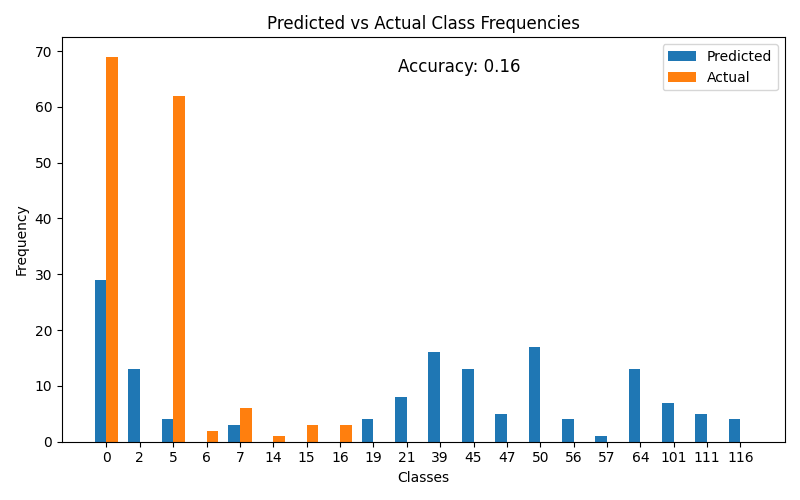 Predicted vs Actual Class Frequencies
Accuracy: 0.16
Predicted
Actual
Frequency
70
60
50
40
30
20
10
0
0 2 5 6 7 14 15 16 19 21 39 45 47 50 56 57 64 101 111 116
Classes